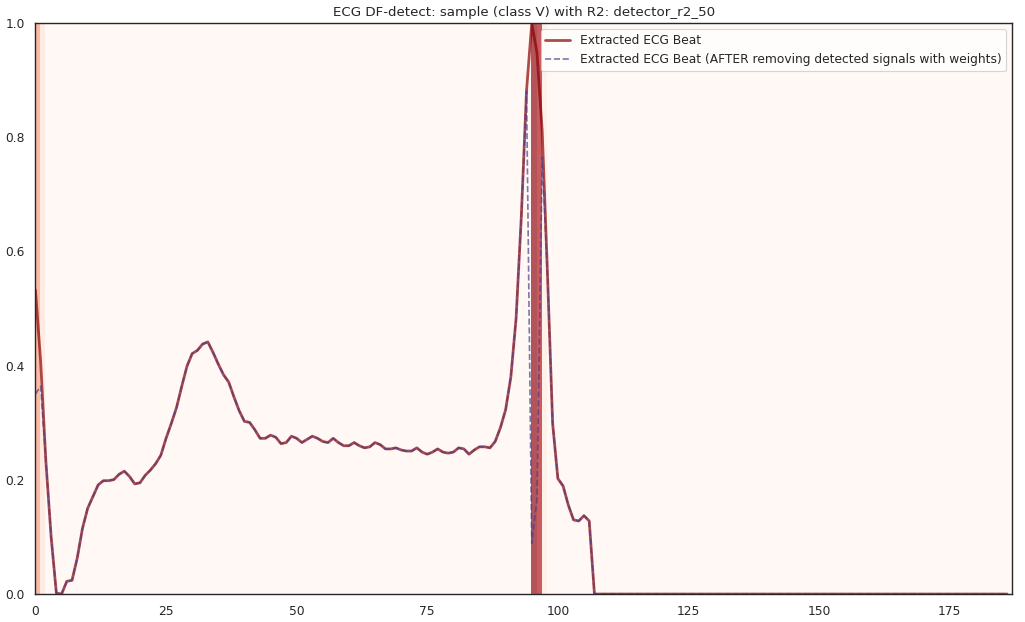 ECG DF-detect: sample (class V) with R2: detector_r2_50
Extracted ECG Beat
Extracted ECG Beat (AFTER removing detected signals with weights)
1.0
0.8
0.6
0.4
0.2
0.0
0 25 50 75 100 125 150 175